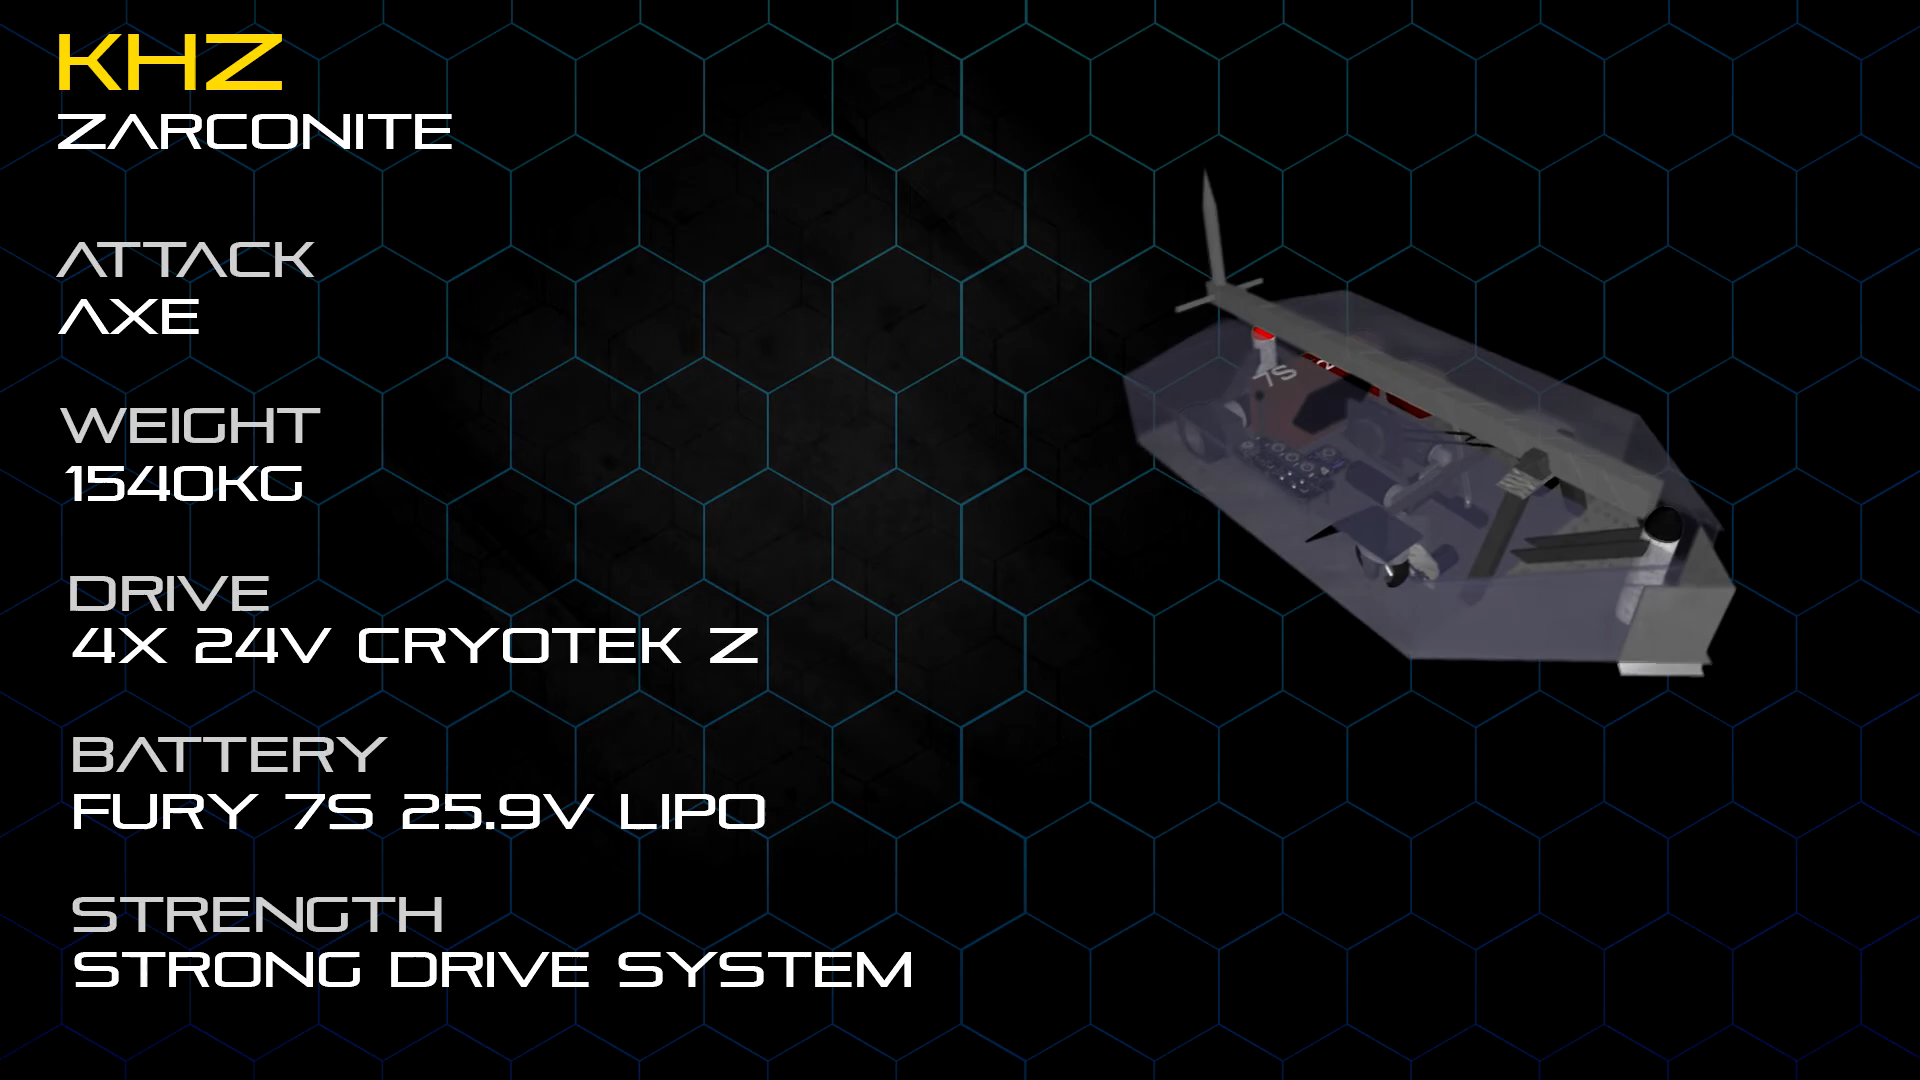 KHZ
ZARCONITE
ATTACK
AXE
WEIGHT
1540KG
DRIVE
4X 24V CRYOTEK Z
BATTERY
FURY 7S 25.9V LIPO
STRENGTH
STRONG DRIVE SYSTEM
7S